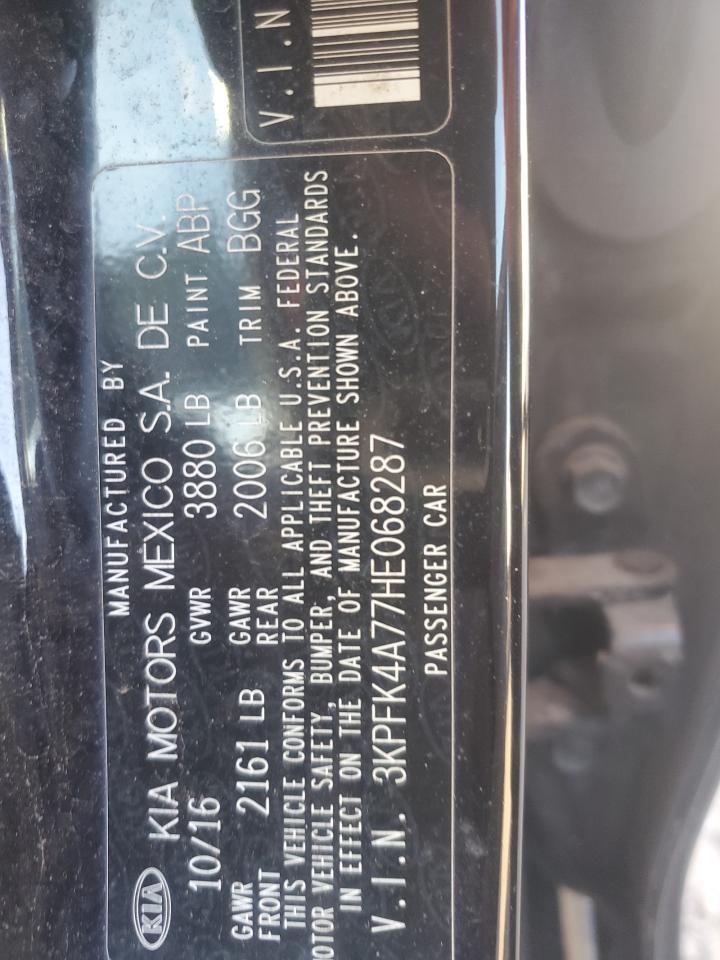 V.I.N
MANUFACTURED BY
KIA KIA MOTORS MEXICO S.A. DE C.V.
10/16 GVWR 3880 LB PAINT ABP
GAWR FRONT 2161 LB GAWR REAR 2006 LB TRIM BGG
THIS VEHICLE CONFORMS TO ALL APPLICABLE U.S.A. FEDERAL
OTOR VEHICLE SAFETY, BUMPER, AND THEFT PREVENTION STANDARDS
IN EFFECT ON THE DATE OF MANUFACTURE SHOWN ABOVE.
V.I.N. 3KPFK4A77HE068287
PASSENGER CAR